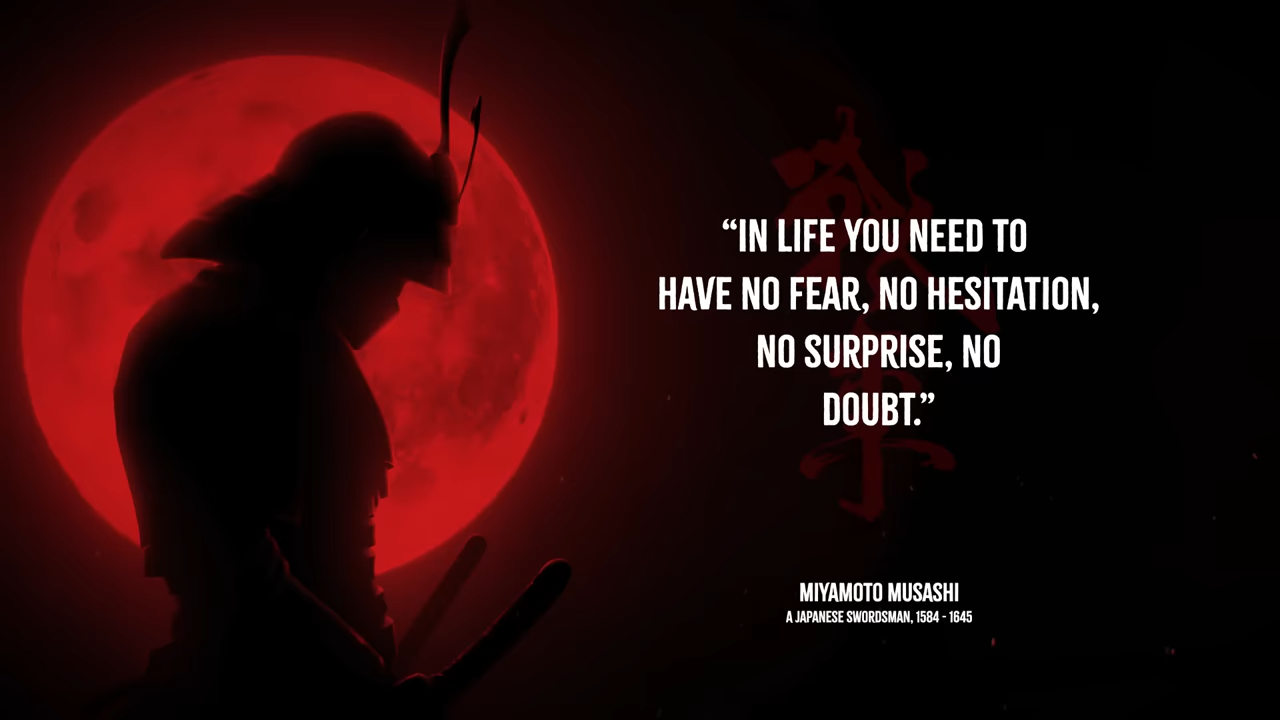 “IN LIFE YOU NEED TO
HAVE NO FEAR, NO HESITATION,
NO SURPRISE, NO
DOUBT.”
MIYAMOTO MUSASHI
A JAPANESE SWORDSMAN, 1584 - 1645